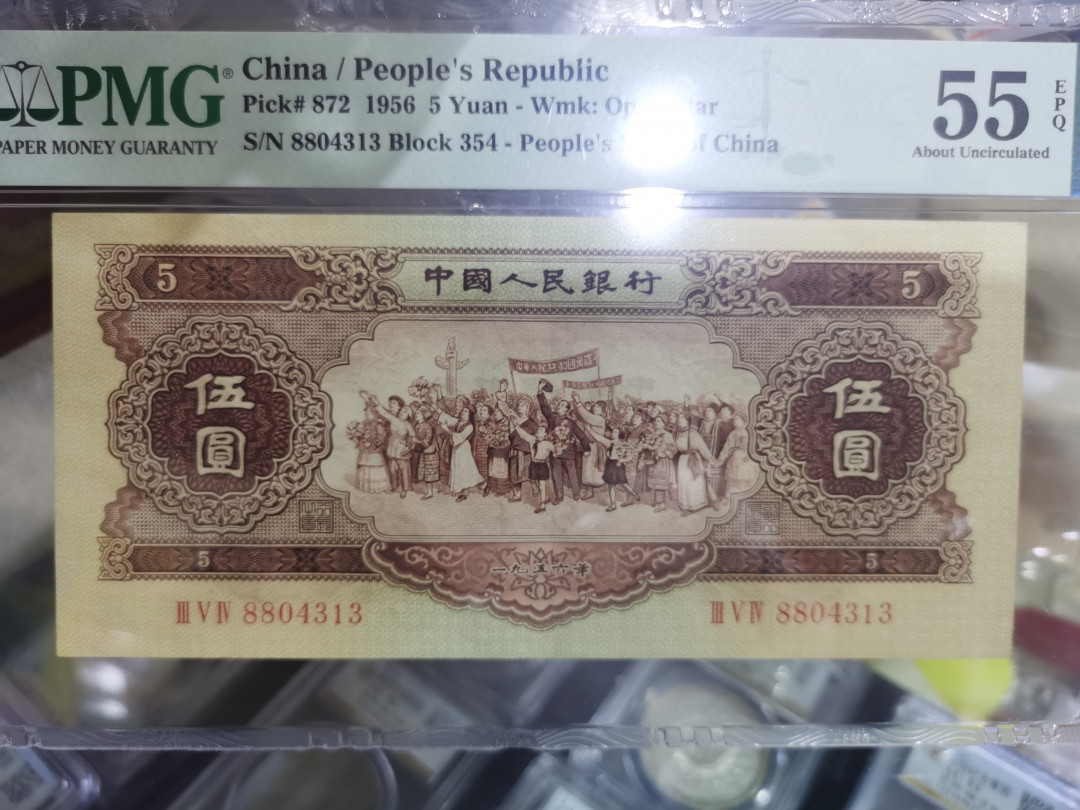 PMG® China / People's Republic
Pick# 872 1956 5 Yuan - Wmk:
PAPER MONEY GUARANTY
S/N 8804313 Block 354 - People's of China
55 EPQ
About Uncirculated
5 中國人民銀行 5
伍圓 伍圓
5 一九五六年 5
III V IV 8804313 III V IV 8804313